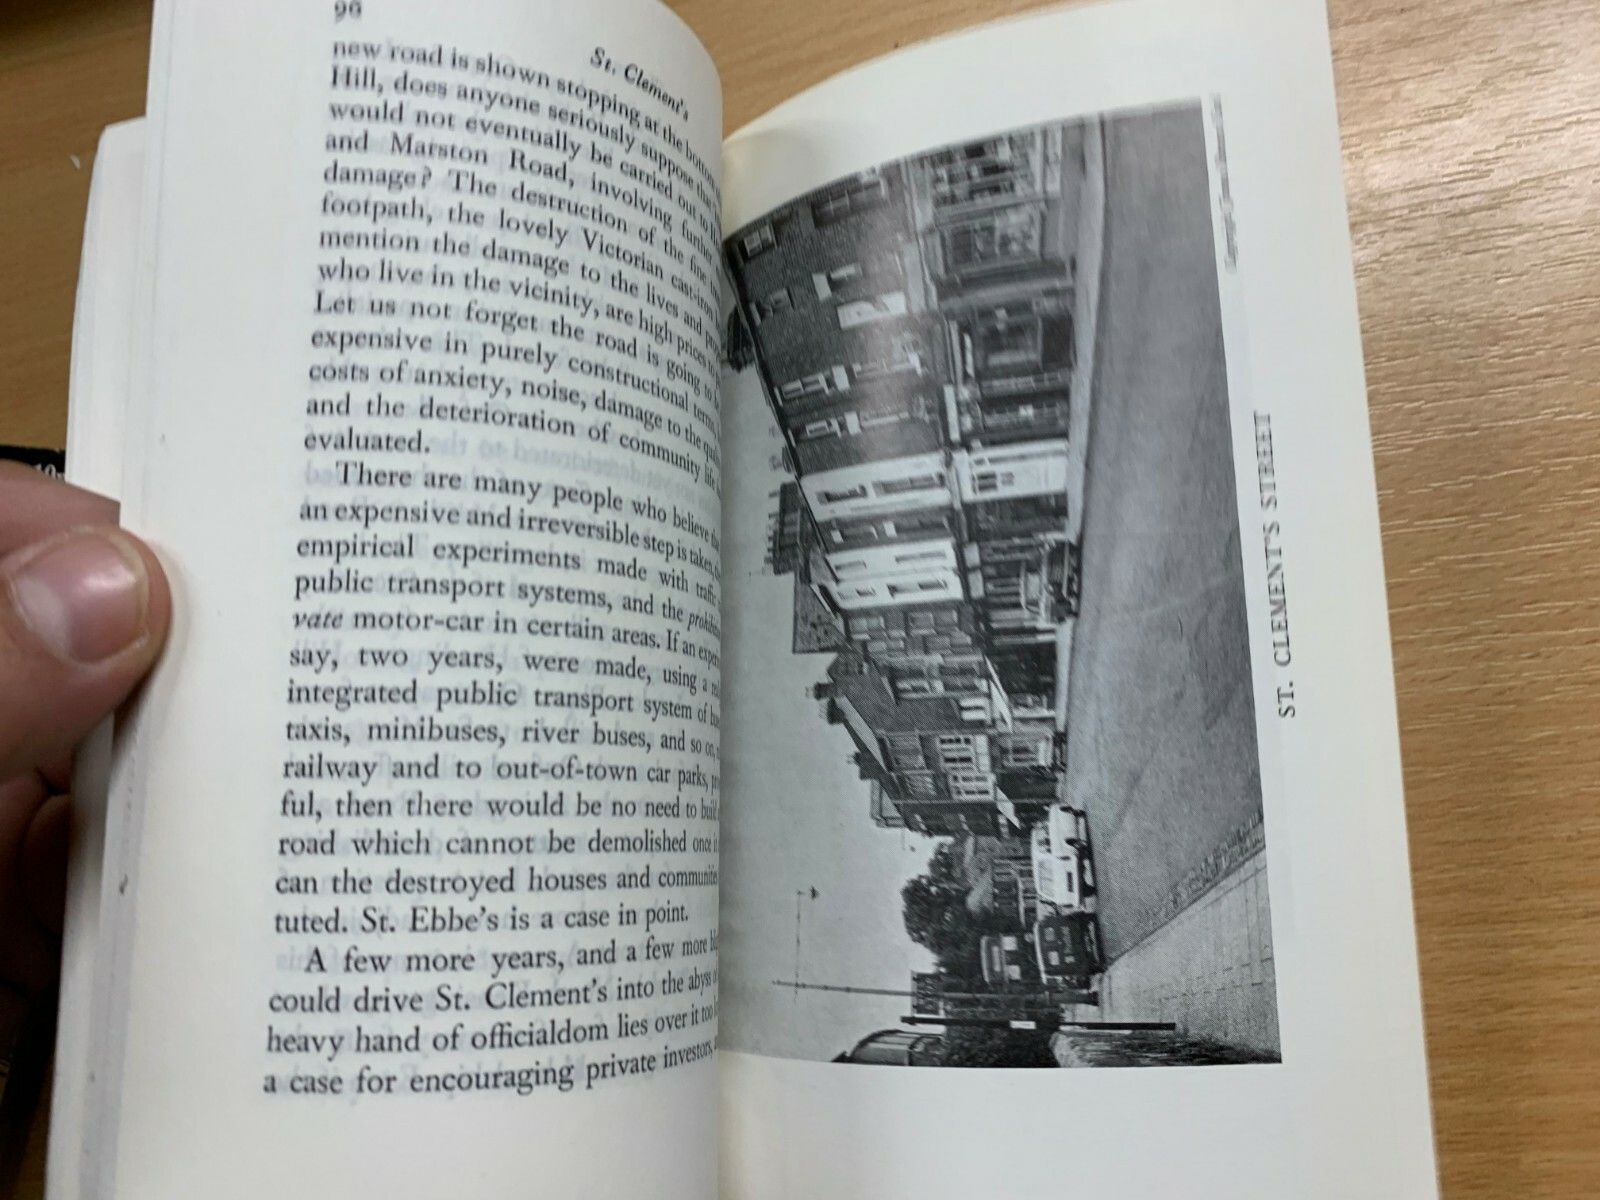 96
St. Clement's
new road is shown stopping at the bottom
Hill, does anyone seriously suppose
would not eventually be carried out to
and Marston Road, involving further
damage? The destruction of the fine
footpath, the lovely Victorian cast-iron
mention the damage to the lives and
who live in the vicinity, are high prices to
Let us not forget the road is going to be
expensive in purely constructional terms,
costs of anxiety, noise, damage to the
and the deterioration of community life
evaluated.
There are many people who believe
an expensive and irreversible step is taken,
empirical experiments made with traffic
public transport systems, and the
vate motor-car in certain areas. If an
say, two years, were made, using a
integrated public transport system of
taxis, minibuses, river buses, and so on,
railway and to out-of-town car parks,
ful, then there would be no need to build
road which cannot be demolished once
can the destroyed houses and
tuted. St. Ebbe's is a case in point.
A few more years, and a few more
could drive St. Clement's into the abyss
heavy hand of officialdom lies over it too
a case for encouraging private investors,
ST. CLEMENT'S STREET